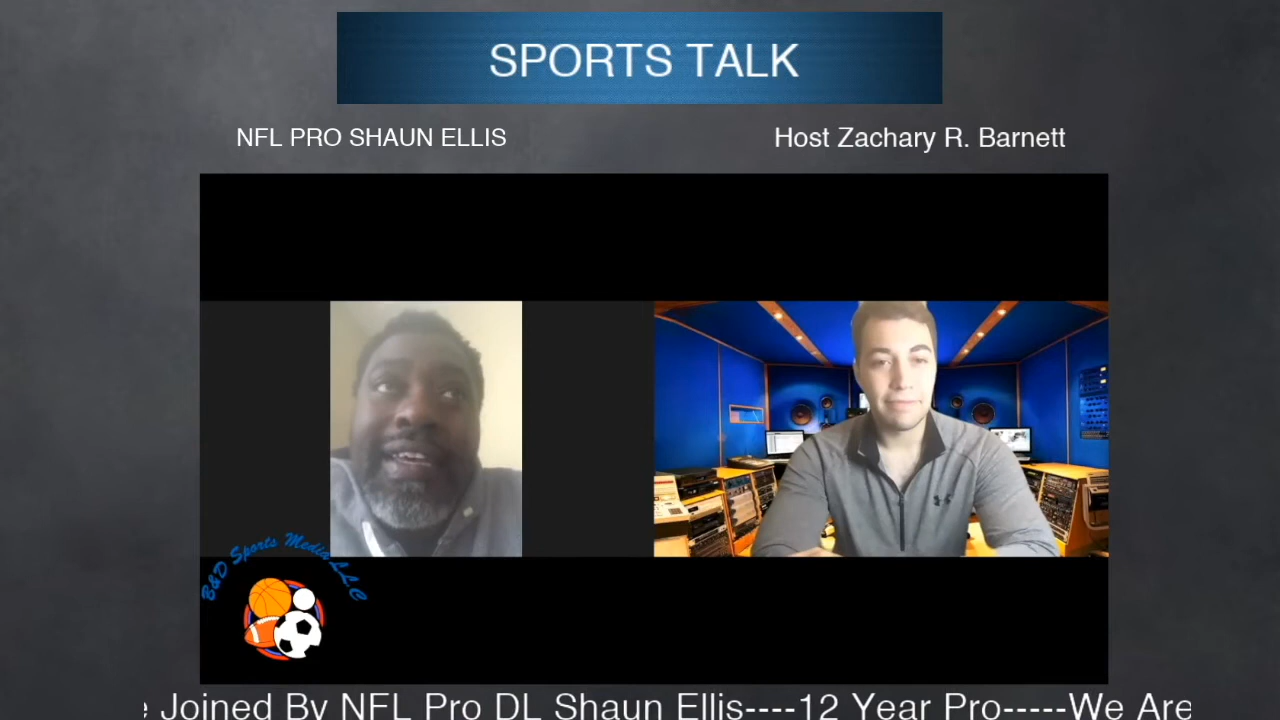 SPORTS TALK
NFL PRO SHAUN ELLIS
Host Zachary R. Barnett
B&D Sports Media LLC
Joined By NFL Pro DL Shaun Ellis----12 Year Pro-----We Are